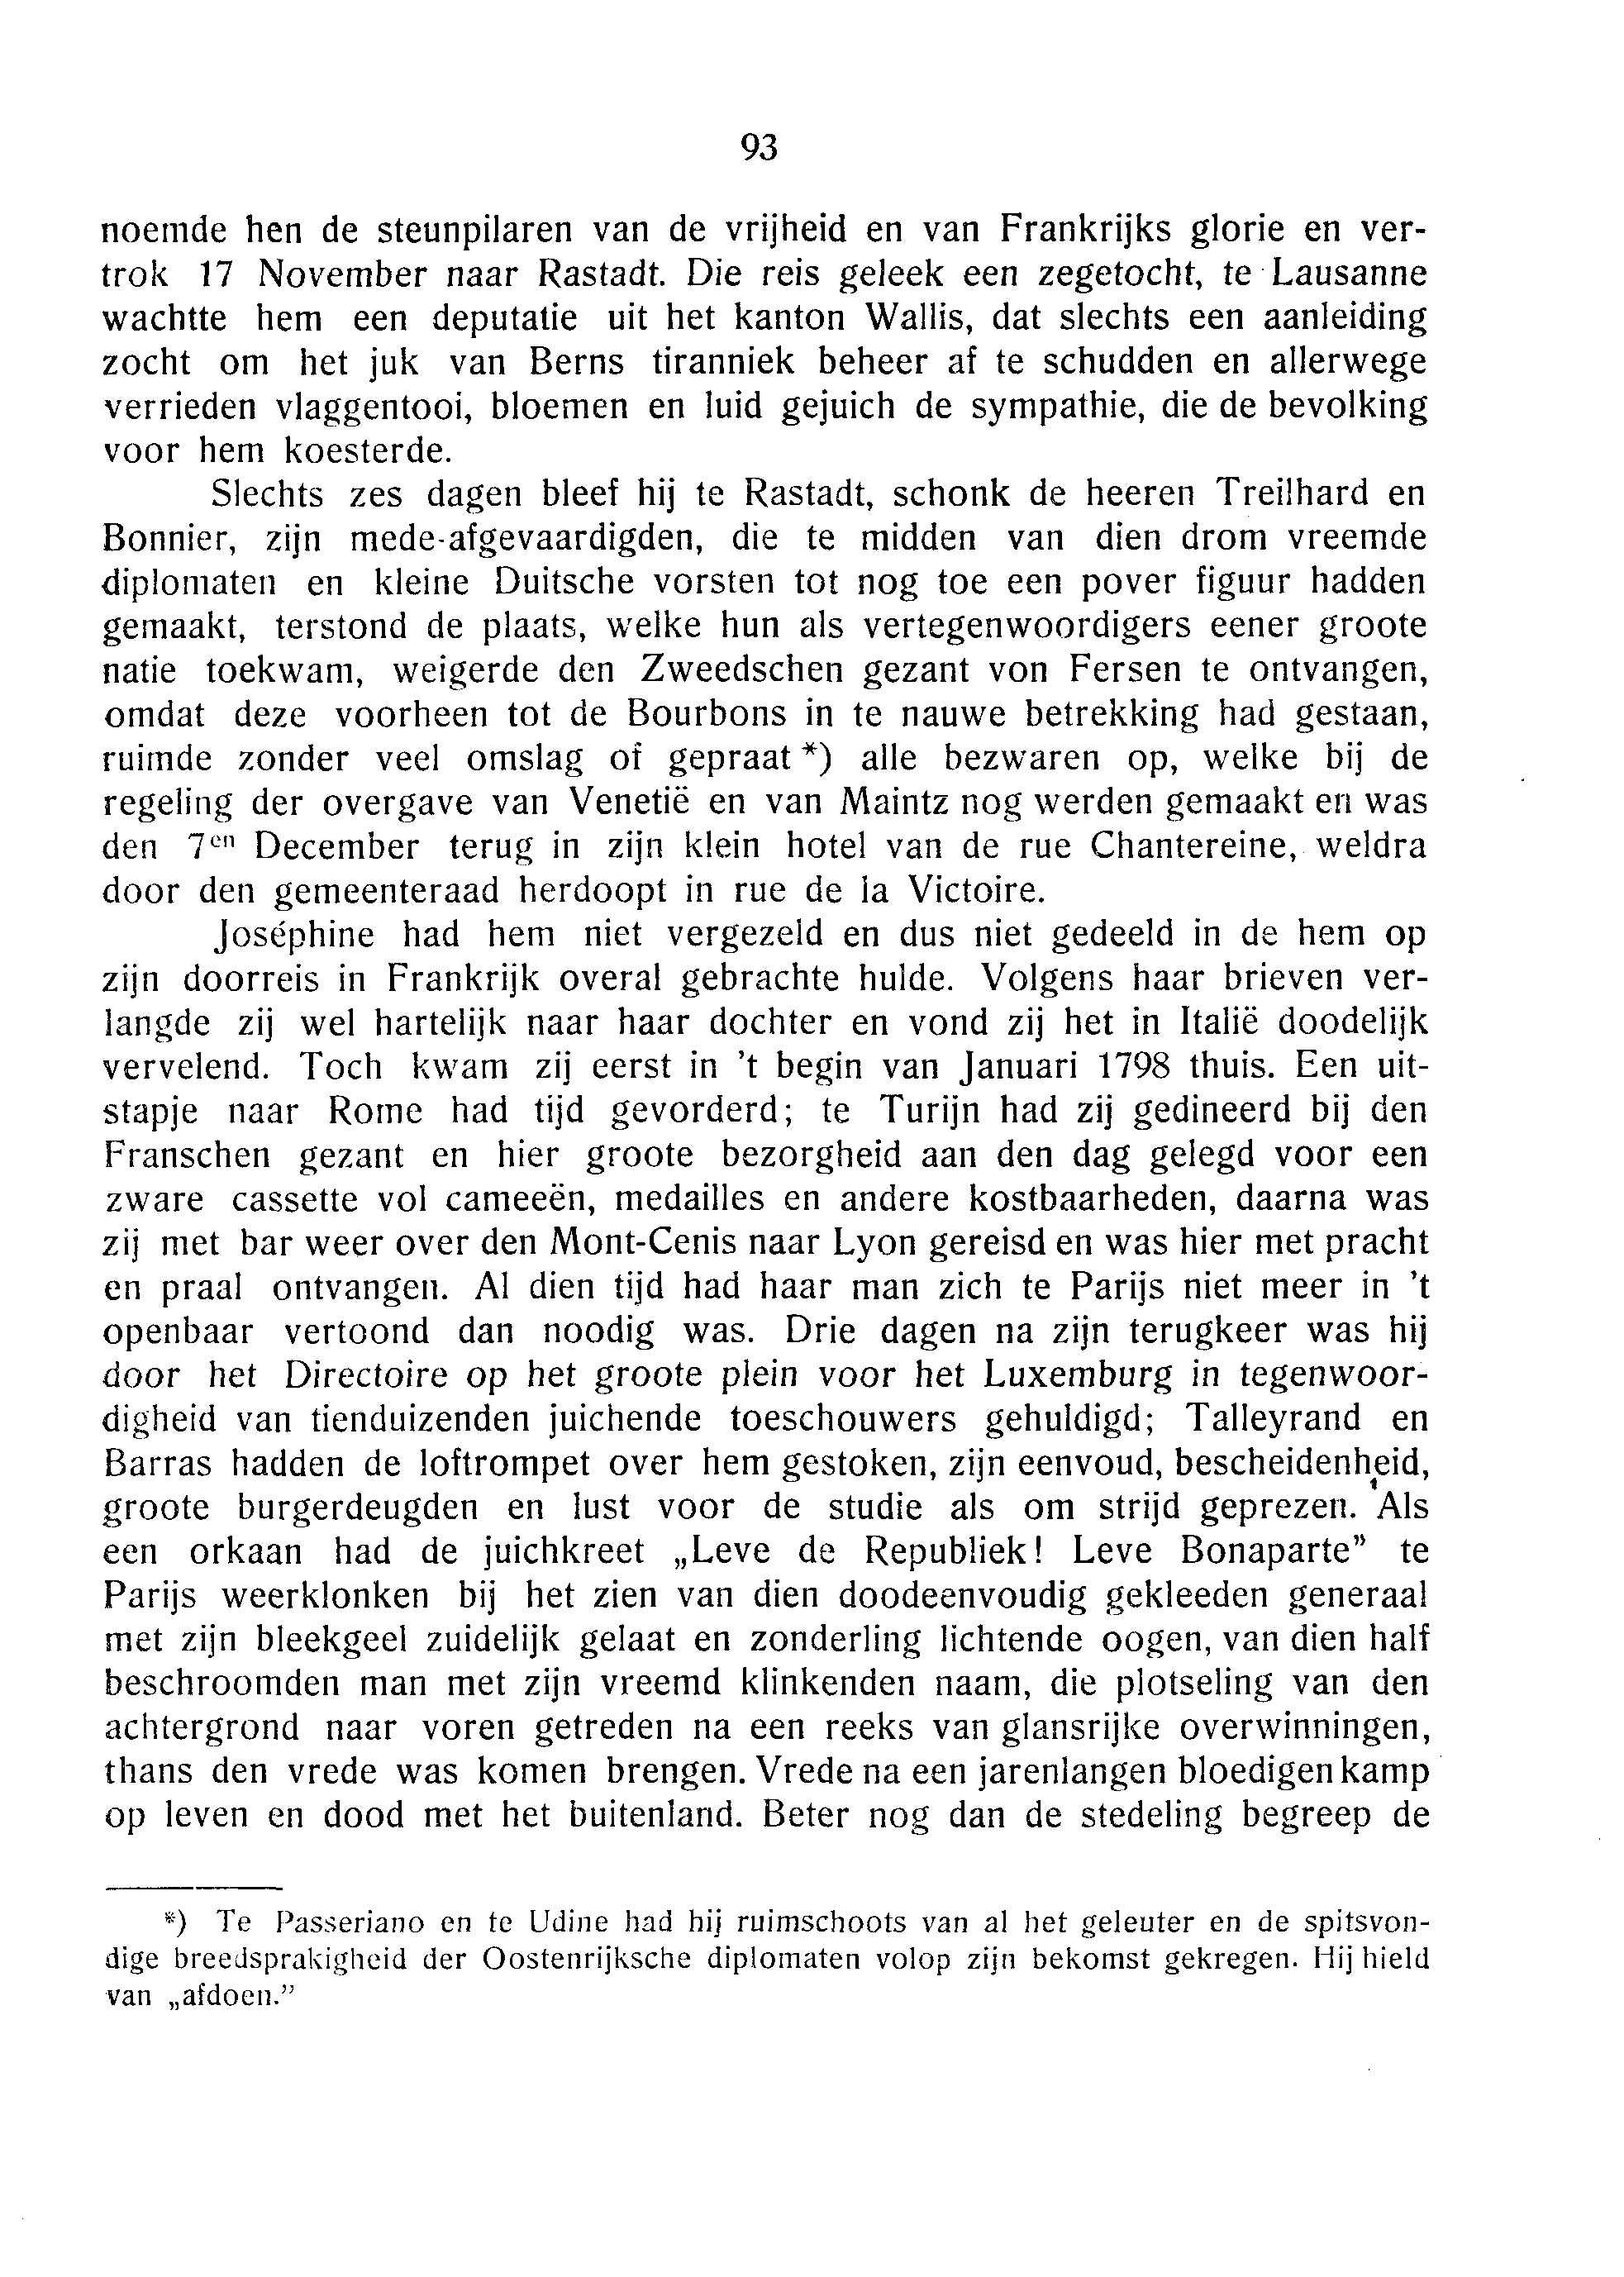 93
noemde hen de steunpilaren van de vrijheid en van Frankrijks glorie en ver-
trok 17 November naar Rastadt. Die reis geleek een zegetocht, te Lausanne
wachtte hem een deputatie uit het kanton Wallis, dat slechts een aanleiding
zocht om het juk van Berns tiranniek beheer af te schudden en allerwege
verrieden vlaggentooi, bloemen en luid gejuich de sympathie, die de bevolking
voor hem koesterde.
Slechts zes dagen bleef hij te Rastadt, schonk de heeren Treilhard en
Bonnier, zijn mede-afgevaardigden, die te midden van dien drom vreemde
diplomaten en kleine Duitsche vorsten tot nog toe een pover figuur hadden
gemaakt, terstond de plaats, welke hun als vertegenwoordigers eener groote
natie toekwam, weigerde den Zweedschen gezant von Fersen te ontvangen,
omdat deze voorheen tot de Bourbons in te nauwe betrekking had gestaan,
ruimde zonder veel omslag of gepraat *) alle bezwaren op, welke bij de
regeling der overgave van Venetië en van Maintz nog werden gemaakt en was
den 7en December terug in zijn klein hotel van de rue Chantereine, weldra
door den gemeenteraad herdoopt in rue de la Victoire.
Joséphine had hem niet vergezeld en dus niet gedeeld in de hem op
zijn doorreis in Frankrijk overal gebrachte hulde. Volgens haar brieven ver-
langde zij wel hartelijk naar haar dochter en vond zij het in Italië doodelijk
vervelend. Toch kwam zij eerst in 't begin van Januari 1798 thuis. Een uit-
stapje naar Rome had tijd gevorderd; te Turijn had zij gedineerd bij den
Franschen gezant en hier groote bezorgheid aan den dag gelegd voor een
zware cassette vol cameeën, medailles en andere kostbaarheden, daarna was
zij met bar weer over den Mont-Cenis naar Lyon gereisd en was hier met pracht
en praal ontvangen. Al dien tijd had haar man zich te Parijs niet meer in 't
openbaar vertoond dan noodig was. Drie dagen na zijn terugkeer was hij
door het Directoire op het groote plein voor het Luxemburg in tegenwoor-
digheid van tienduizenden juichende toeschouwers gehuldigd; Talleyrand en
Barras hadden de loftrompet over hem gestoken, zijn eenvoud, bescheidenheid,
groote burgerdeugden en lust voor de studie als om strijd geprezen. Als
een orkaan had de juichkreet „Leve de Republiek! Leve Bonaparte” te
Parijs weerklonken bij het zien van dien doodeenvoudig gekleeden generaal
met zijn bleekgeel zuidelijk gelaat en zonderling lichtende oogen, van dien half
beschroomden man met zijn vreemd klinkenden naam, die plotseling van den
achtergrond naar voren getreden na een reeks van glansrijke overwinningen,
thans den vrede was komen brengen. Vrede na een jarenlangen bloedigen kamp
op leven en dood met het buitenland. Beter nog dan de stedeling begreep de
*) Te Passeriano en te Udine had hij ruimschoots van al het geleuter en de spitsvon-
dige breedsprakigheid der Oostenrijksche diplomaten volop zijn bekomst gekregen. Hij hield
van „afdoen.”